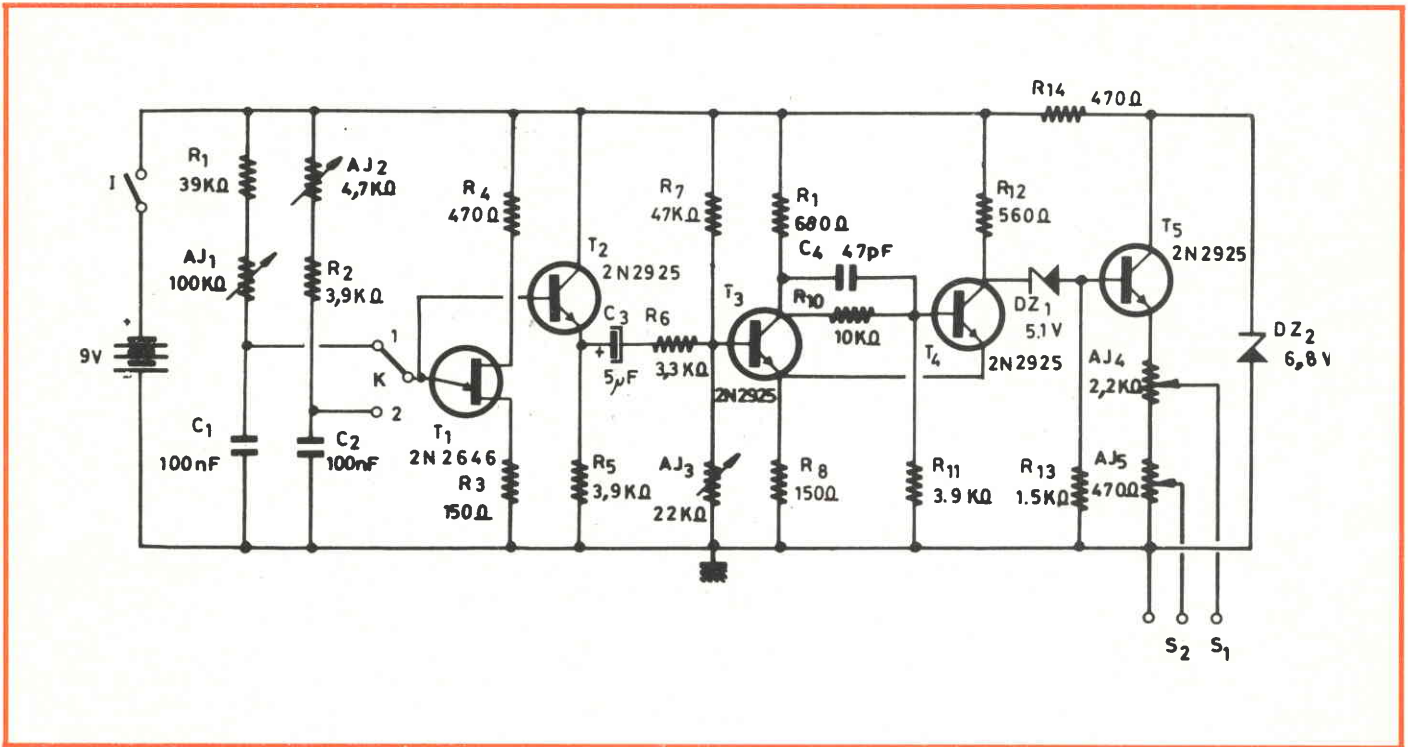 R14 470Ω
R1
39KΩ
AJ2
4,7KΩ
I
R4
470Ω
R7
47KΩ
R1
680Ω
C4 47pF
R12
560Ω
T5
2N2925
AJ1
100KΩ
R2
3,9KΩ
T2
2N2925
C3
R6
T3
R10
10KΩ
DZ1
5.1V
DZ2
6,8V
+
9V
-
1
K
2
+
5µF
3,3KΩ
2N2925
T4
2N2925
AJ4
2,2KΩ
C1
100nF
C2
100nF
T1
2N2646
R3
150Ω
R5
3,9KΩ
AJ3
22KΩ
R8
150Ω
R11
3.9KΩ
R13
1.5KΩ
AJ5
470Ω
S2 S1